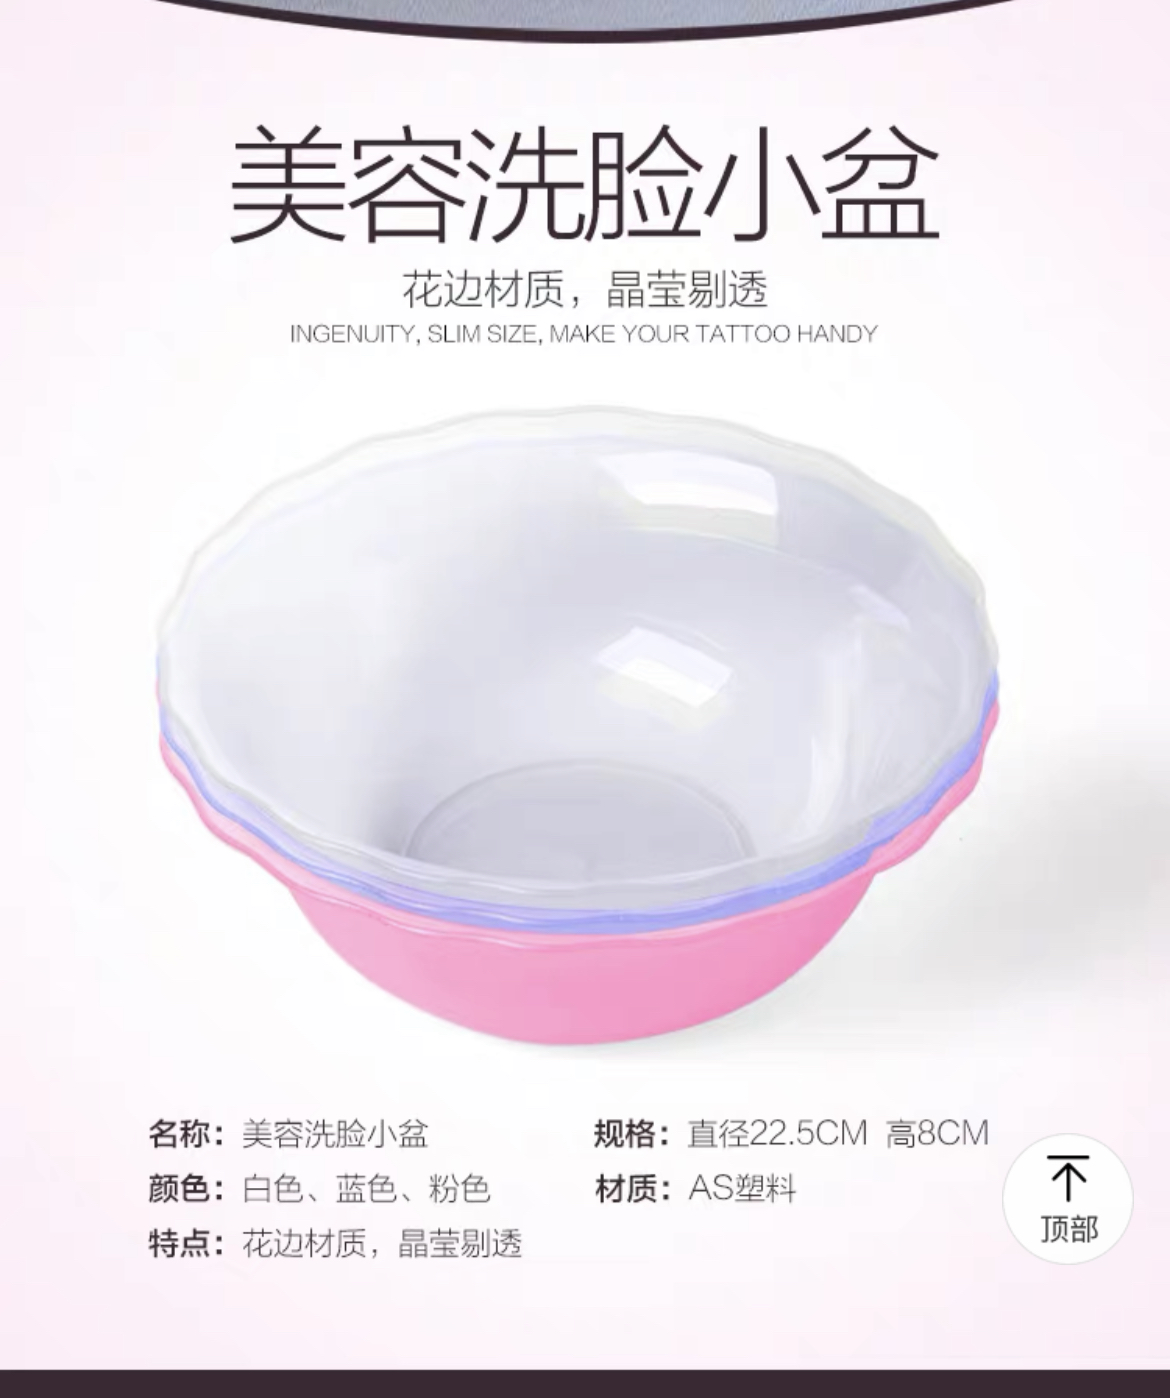 美容洗脸小盆
花边材质，晶莹剔透
INGENUITY, SLIM SIZE, MAKE YOUR TATTOO HANDY
名称：美容洗脸小盆
规格：直径22.5CM 高8CM
颜色：白色、蓝色、粉色
材质：AS塑料
特点：花边材质，晶莹剔透
顶部